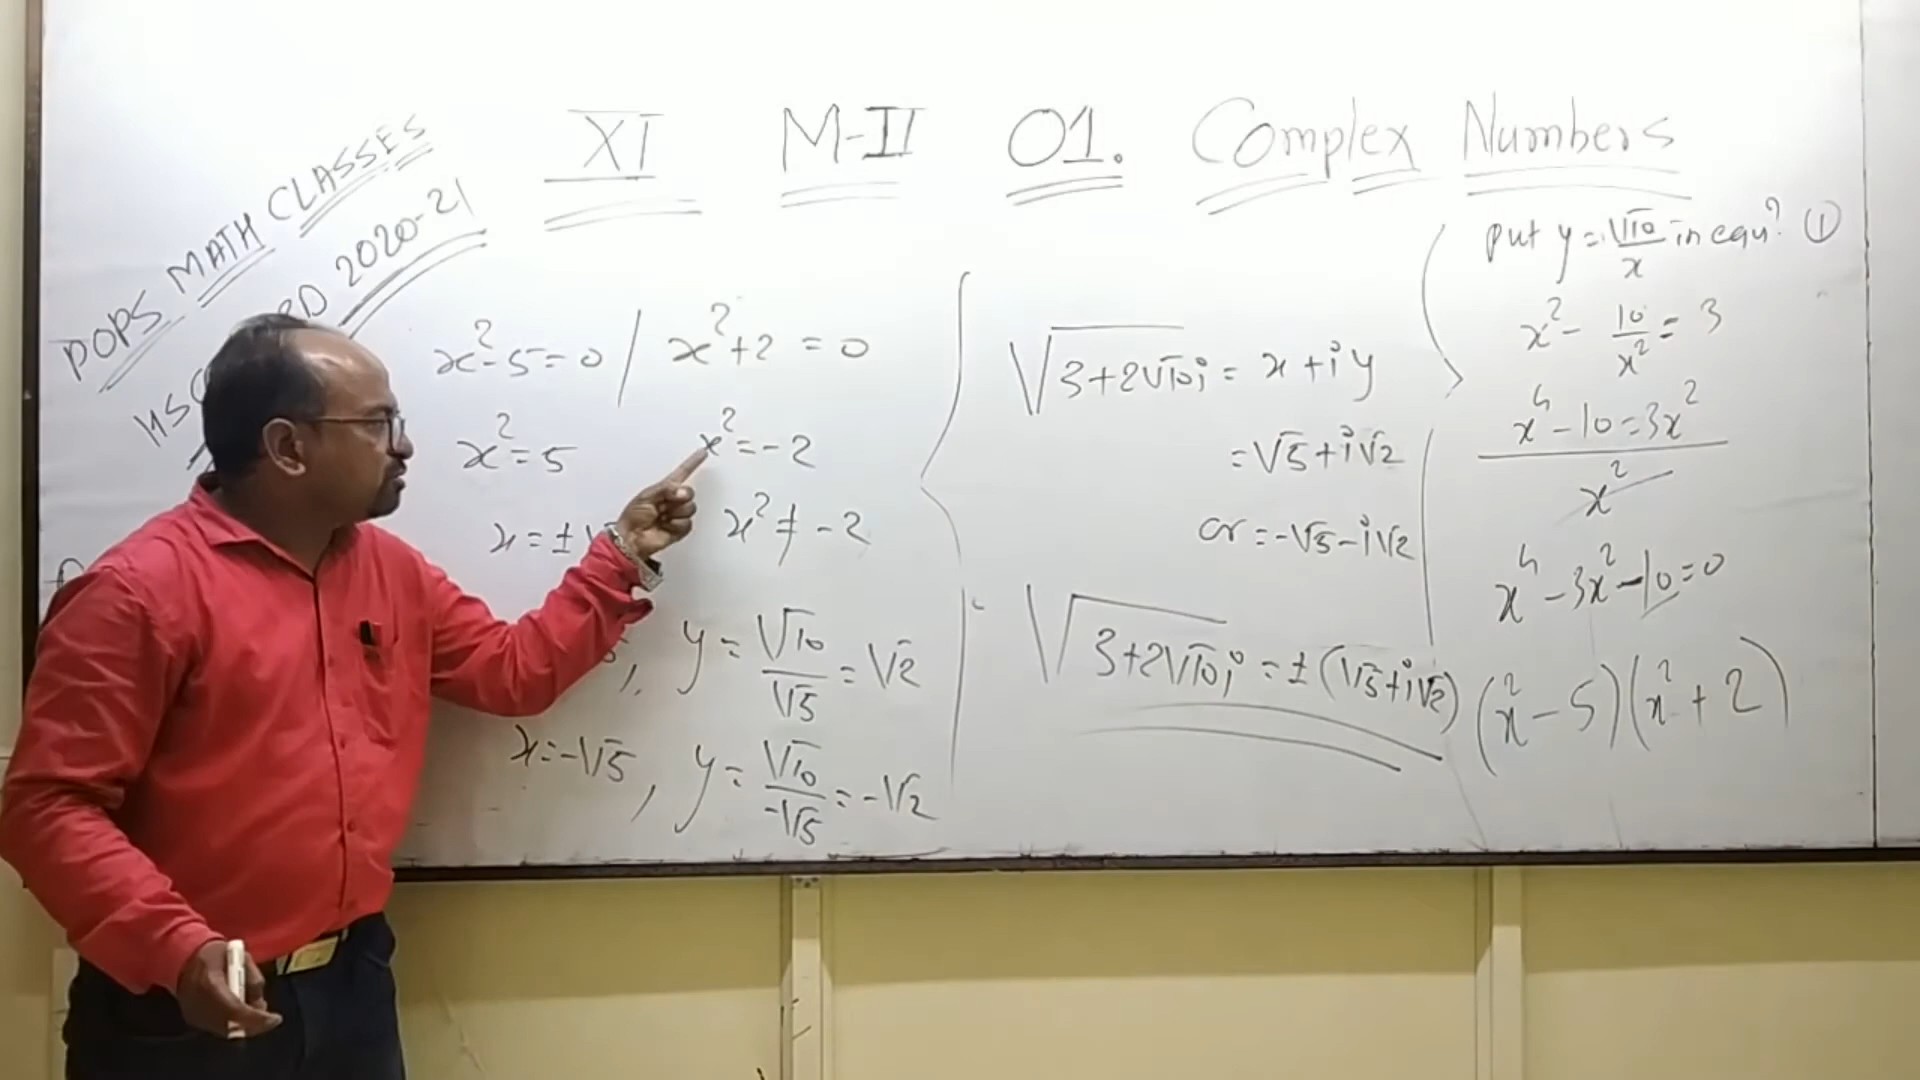 XI M-II 01. Complex Numbers
POPS MATH CLASSES
2020-21
x²-5=0 / x²+2=0
x²=5 x²=-2
x=± x²≠-2
y=√10/√5=√2
x=-√5, y=√10/-√5=-√2
√(3+2√10i)=x+iy
=√5+i√2
or=-√5-i√2
√(3+2√10i)=±(√5+i√2)
put y=√10/x in equⁿ ①
x²-10/x²=3
x⁴-10=3x²
x²
x⁴-3x²-10=0
(x²-5)(x²+2)